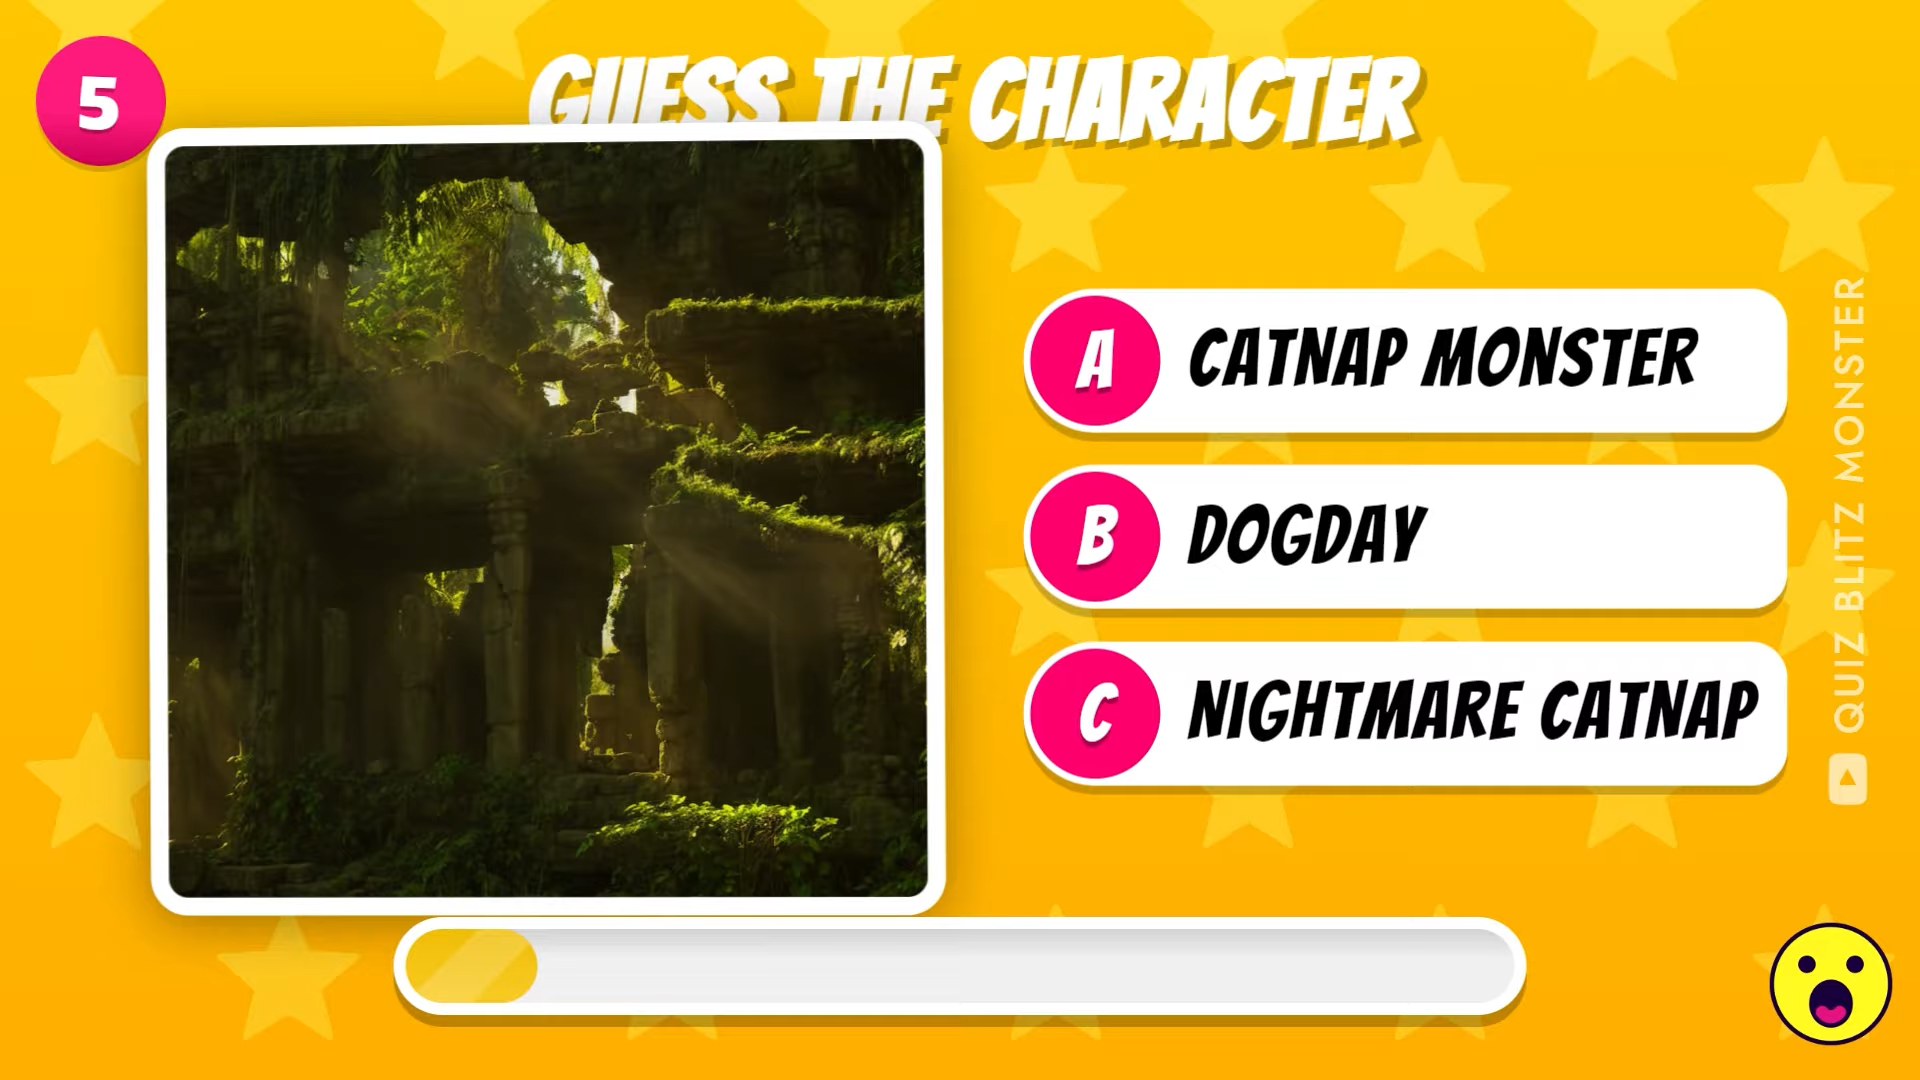 5
GUESS THE CHARACTER
A CATNAP MONSTER
B DOGDAY
C NIGHTMARE CATNAP
QUIZ BLITZ MONSTER